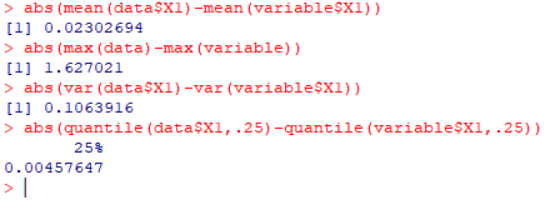 > abs(mean(data$X1)-mean(variable$X1))
[1] 0.02302694
> abs(max(data)-max(variable))
[1] 1.627021
> abs(var(data$X1)-var(variable$X1))
[1] 0.1063916
> abs(quantile(data$X1,.25)-quantile(variable$X1,.25))
       25%
0.00457647
>